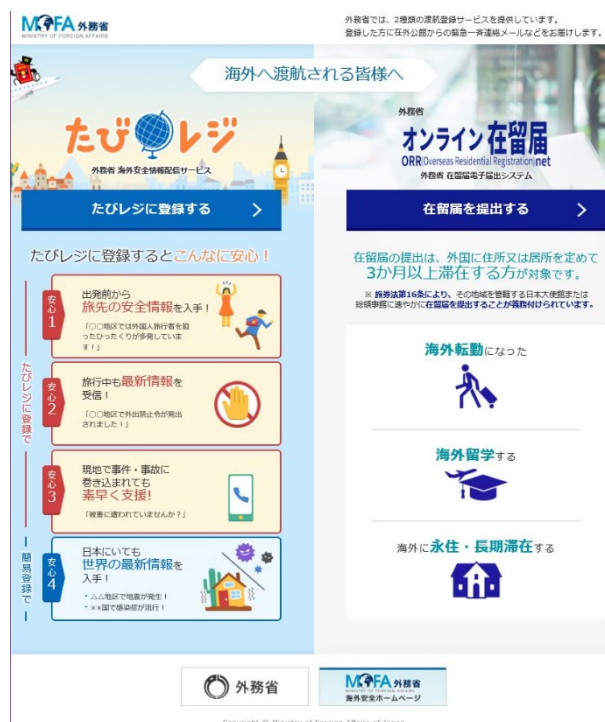 MOFA 外務省
MINISTRY OF FOREIGN AFFAIRS
外務省では、2種類の渡航登録サービスを提供しています。
登録した方に在外公館からの緊急一斉連絡メールなどをお届けします。
海外へ渡航される皆様へ
たびレジ
外務省 海外安全情報配信サービス
たびレジに登録する
たびレジに登録するとこんなに安心！
たびレジに登録で
安心1
出発前から
旅先の安全情報を入手！
「○○地区では外国人旅行者を狙
ったひったくりが多発していま
す！」
安心2
旅行中も最新情報を
受信！
「○○地区で外出禁止令が発出
されました！」
安心3
現地で事件・事故に
巻き込まれても
素早く支援!
「被害に遭われていませんか？」
簡易登録で
安心4
日本にいても
世界の最新情報を
入手！
・△△地区で地震が発生！
・××国で感染症が流行！
外務省
オンライン在留届
ORR(Overseas Residential Registration)net
外務省 在留届電子届出システム
在留届を提出する
在留届の提出は、外国に住所又は居所を定めて
3か月以上滞在する方が対象です。
※ 旅券法第16条により、その地域を管轄する日本大使館または
総領事館に速やかに在留届を提出することが義務付けられています。
海外転勤になった
海外留学する
海外に永住・長期滞在する
外務省
MOFA 外務省
MINISTRY OF FOREIGN AFFAIRS
海外安全ホームページ
Copyright © Ministry of Foreign Affairs of Japan